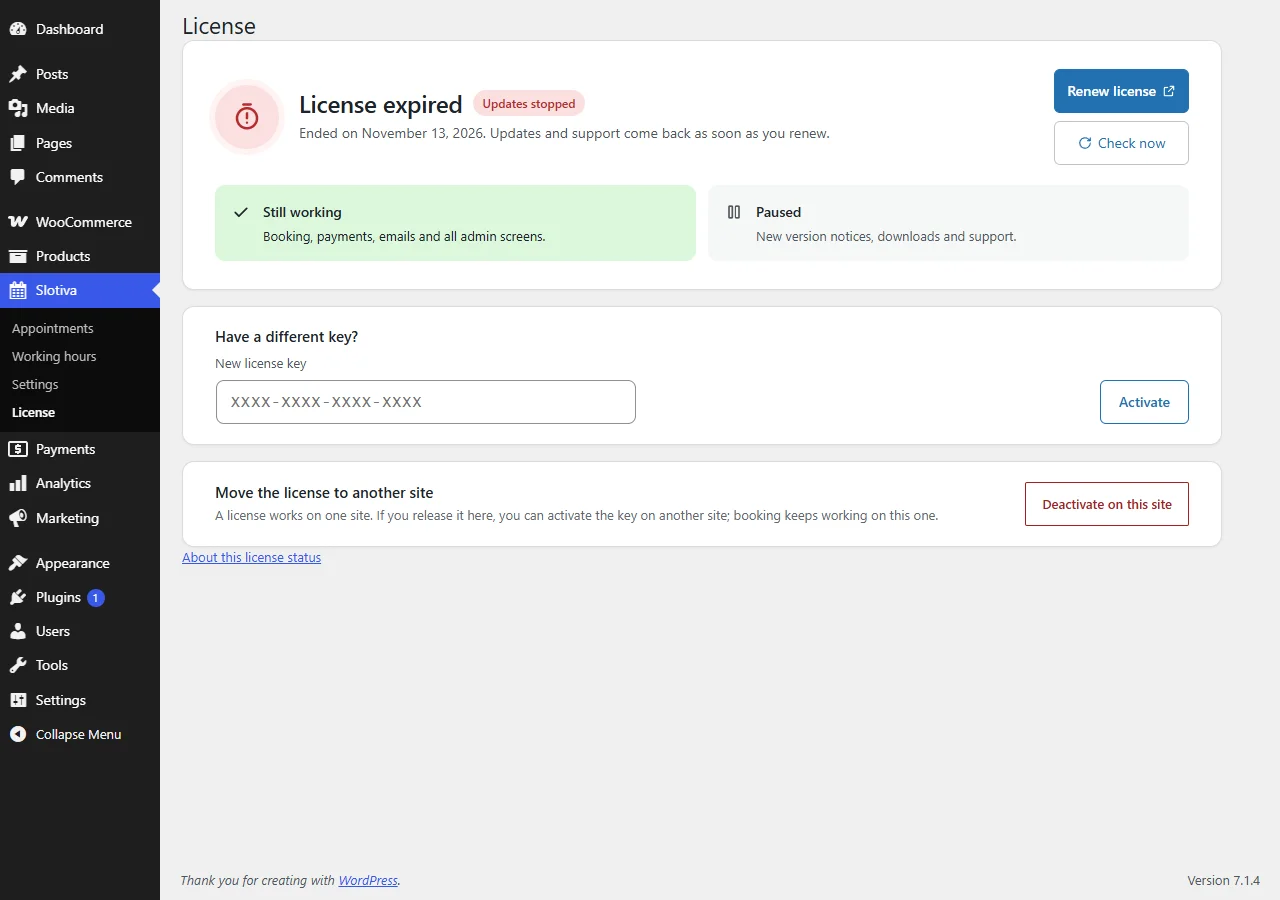 Dashboard
Posts
Media
Pages
Comments
WooCommerce
Products
Slotiva
Appointments
Working hours
Settings
License
Payments
Analytics
Marketing
Appearance
Plugins 1
Users
Tools
Settings
Collapse Menu
License
License expired Updates stopped
Ended on November 13, 2026. Updates and support come back as soon as you renew.
Renew license
Check now
Still working
Booking, payments, emails and all admin screens.
Paused
New version notices, downloads and support.
Have a different key?
New license key
XXXX-XXXX-XXXX-XXXX
Activate
Move the license to another site
A license works on one site. If you release it here, you can activate the key on another site; booking keeps working on this one.
Deactivate on this site
About this license status
Thank you for creating with WordPress.
Version 7.1.4